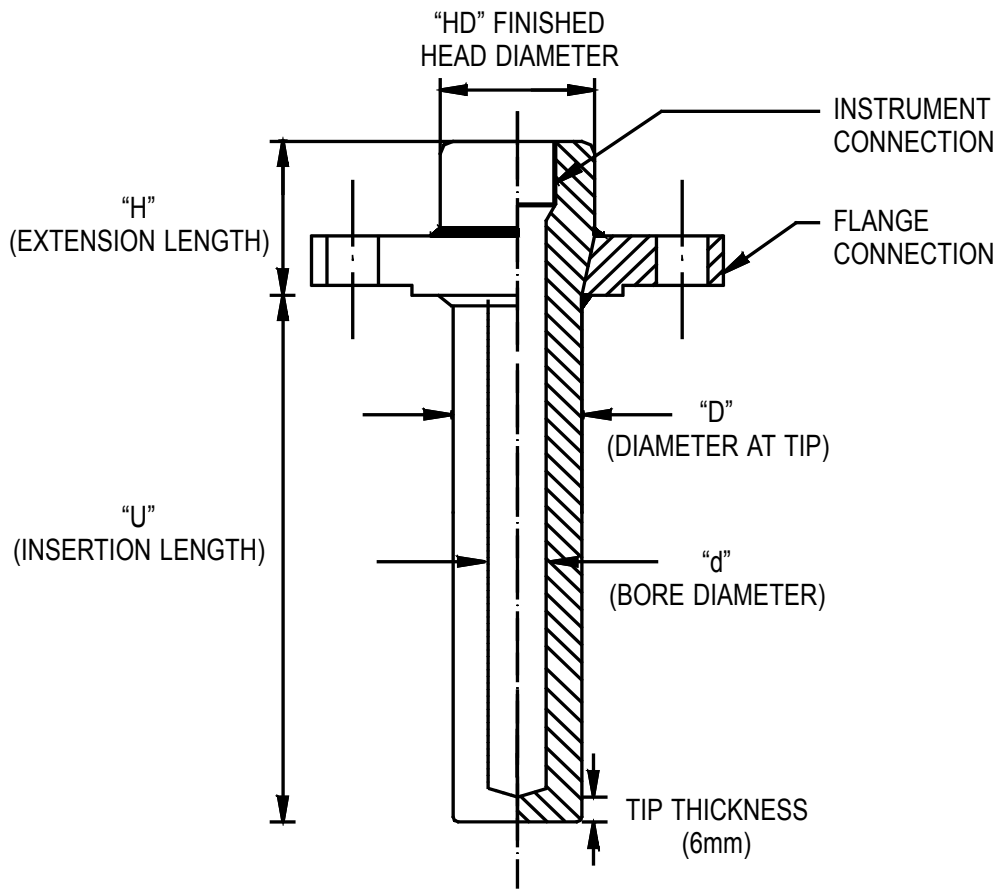 “HD” FINISHED
HEAD DIAMETER
INSTRUMENT
CONNECTION
“H”
(EXTENSION LENGTH)
FLANGE
CONNECTION
“D”
(DIAMETER AT TIP)
“U”
(INSERTION LENGTH)
“d”
(BORE DIAMETER)
TIP THICKNESS
(6mm)